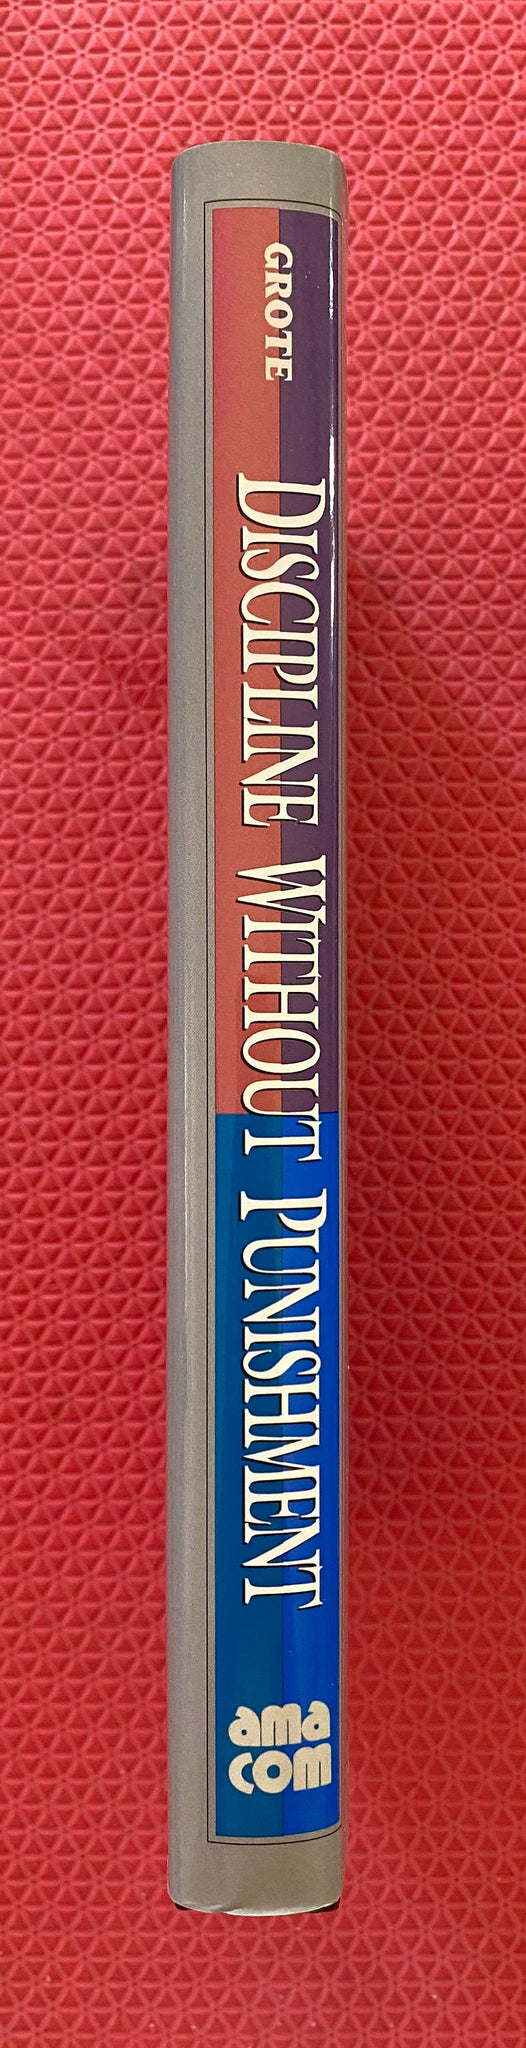 GROTE
DISCIPLINE WITHOUT PUNISHMENT
ama
com